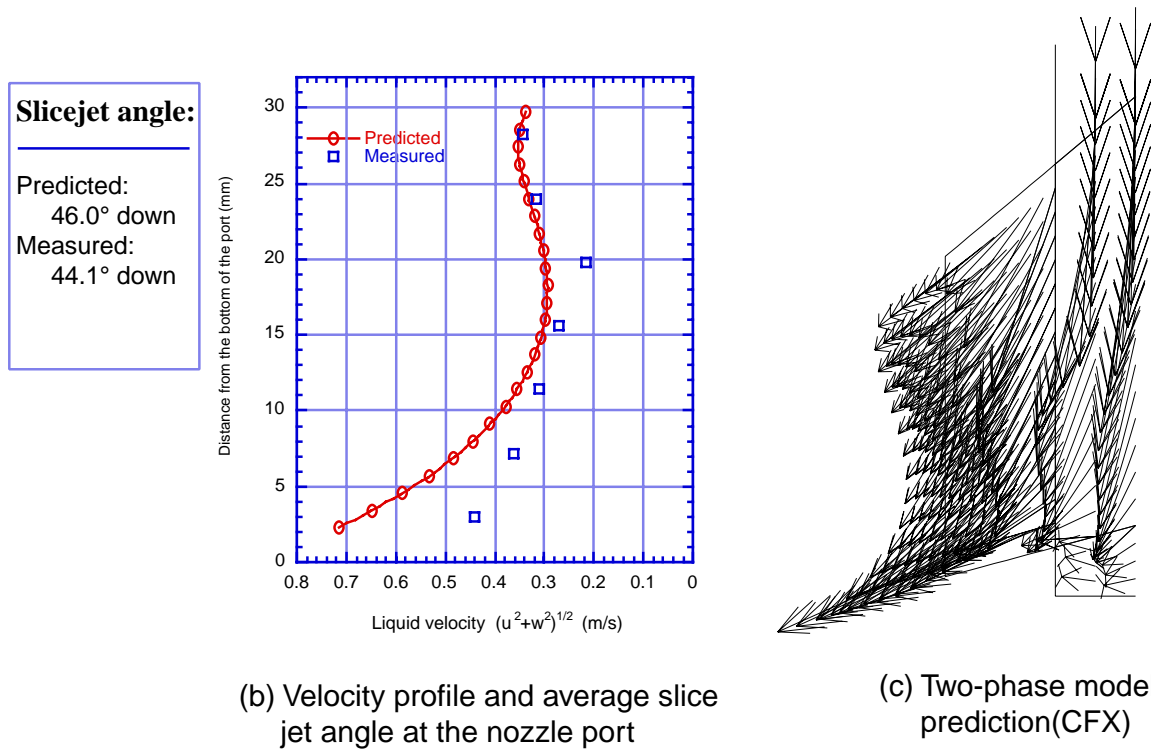 Slicejet angle:
Predicted:
46.0° down
Measured:
44.1° down
Distance from the bottom of the port (mm)
30
25
20
15
10
5
0
Predicted
Measured
0.8 0.7 0.6 0.5 0.4 0.3 0.2 0.1 0
Liquid velocity (u²+w²)^1/2 (m/s)
(b) Velocity profile and average slice
jet angle at the nozzle port
(c) Two-phase mode
prediction(CFX)